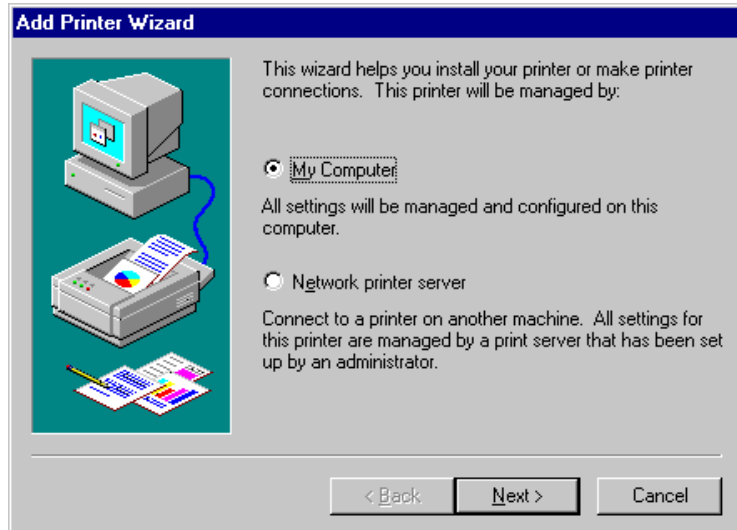 Add Printer Wizard
This wizard helps you install your printer or make printer
connections.  This printer will be managed by:
My Computer
All settings will be managed and configured on this
computer.
Network printer server
Connect to a printer on another machine.  All settings for
this printer are managed by a print server that has been set
up by an administrator.
< Back
Next >
Cancel